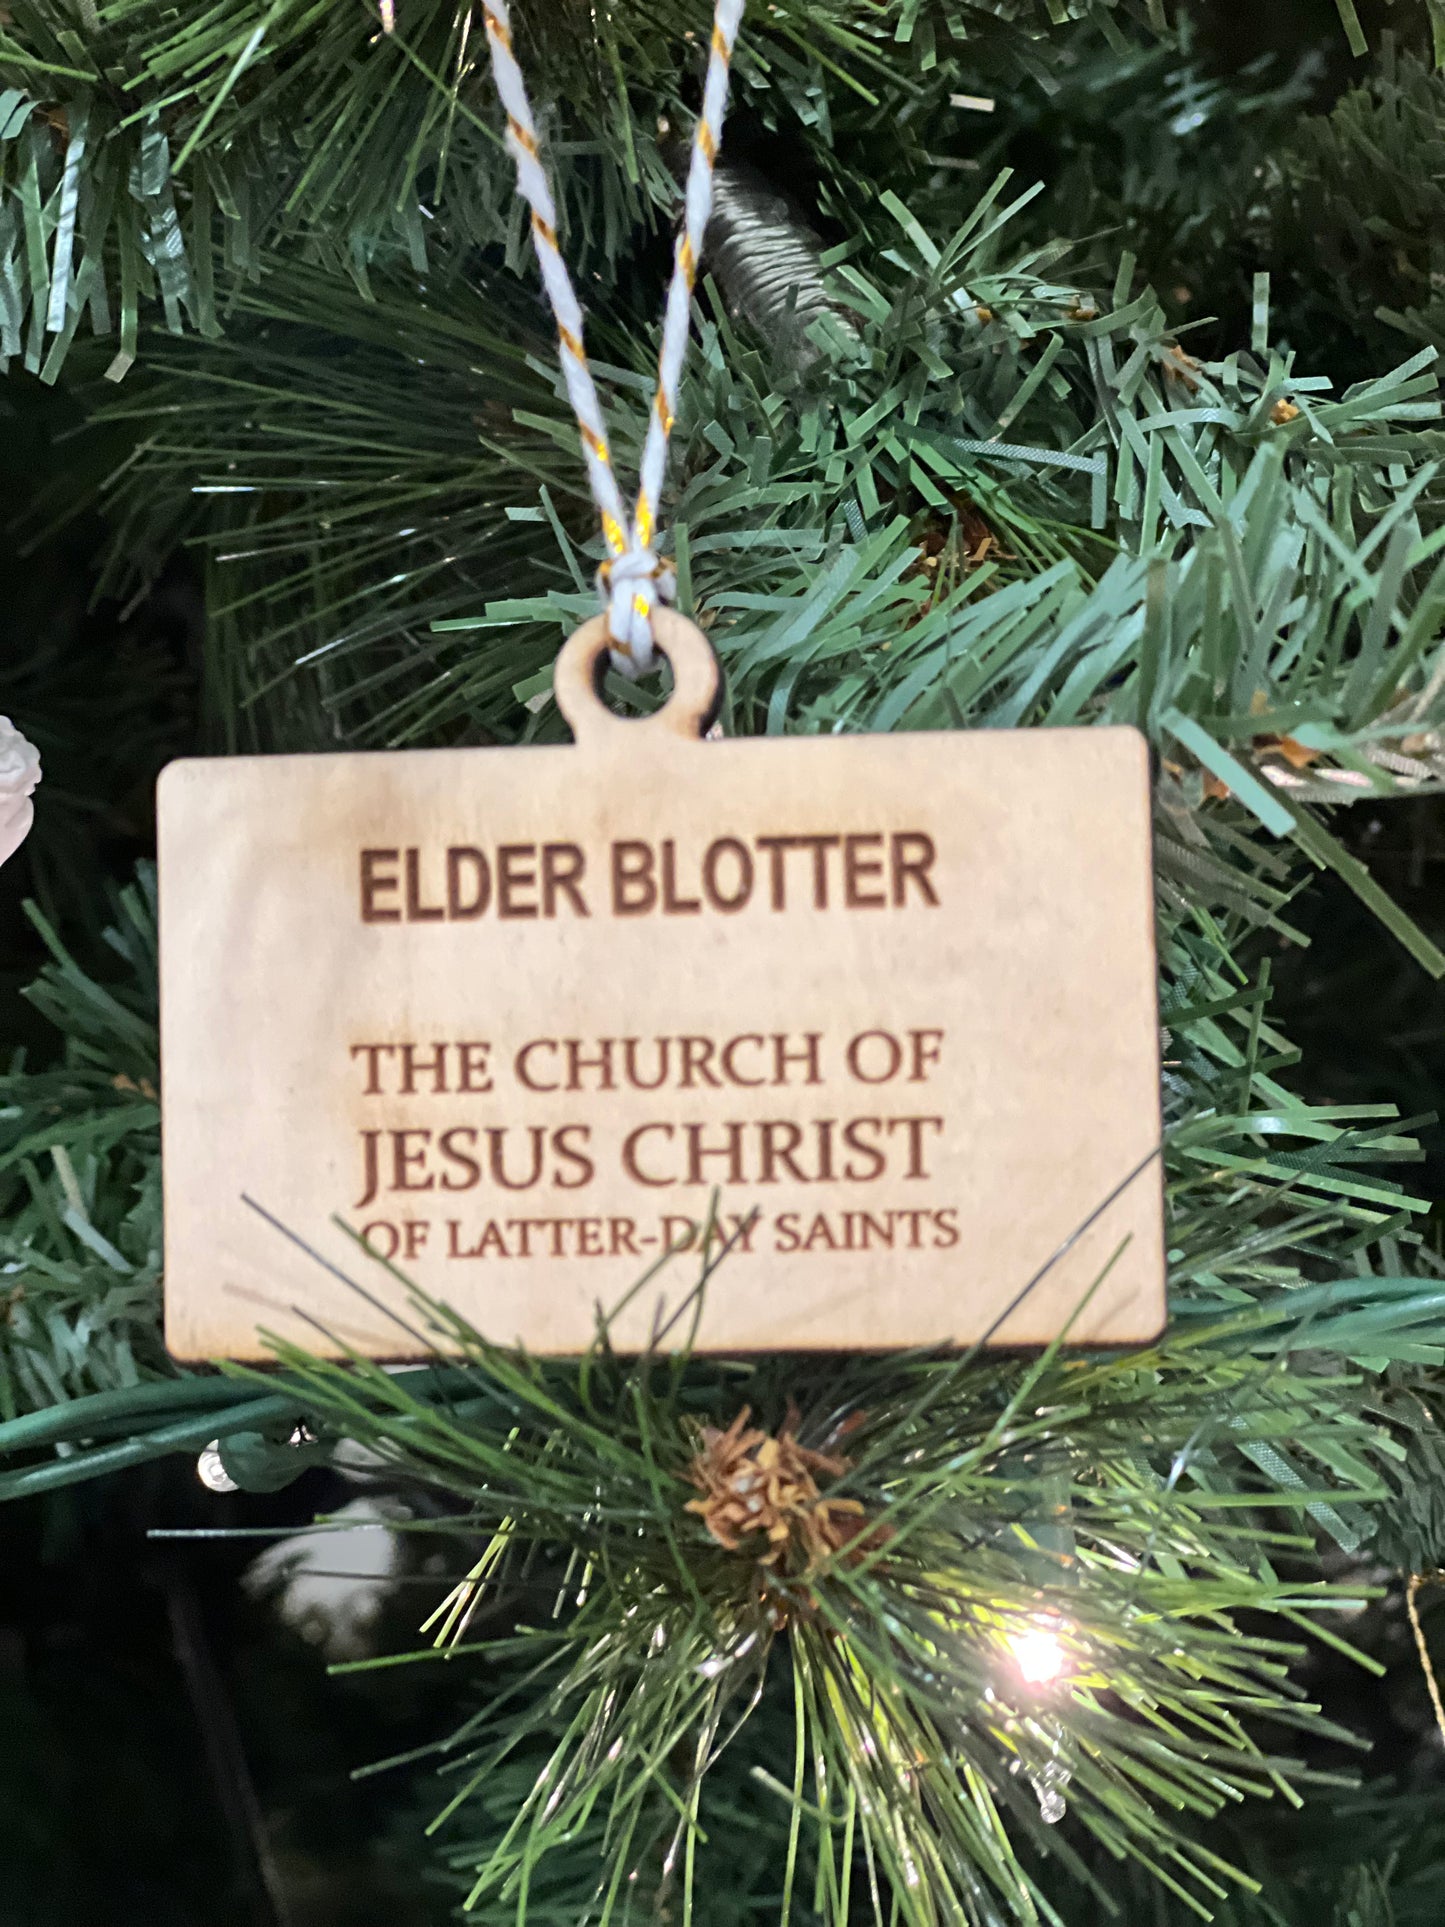 ELDER BLOTTER
THE CHURCH OF
JESUS CHRIST
OF LATTER-DAY SAINTS